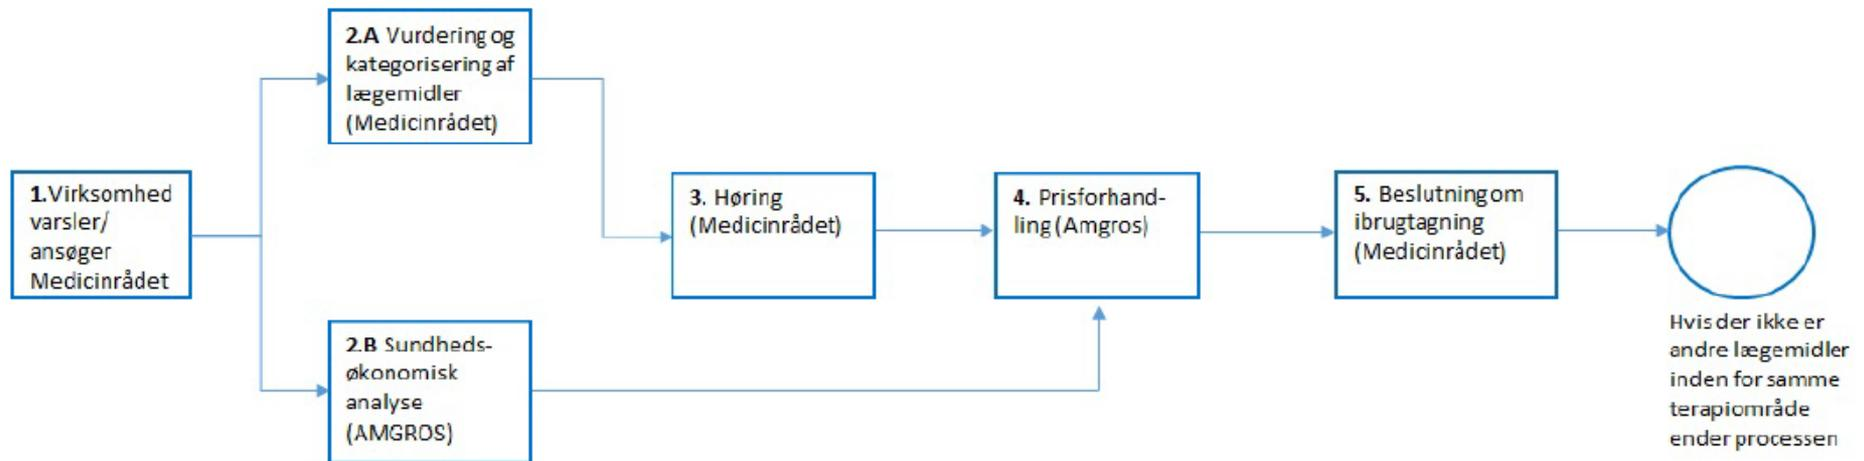 2.A Vurdering og
kategorisering af
lægemidler
(Medicinrådet)
1.Virksomhed
varsler/
ansøger
Medicinrådet
3. Høring
(Medicinrådet)
4. Prisforhand-
ling (Amgros)
5. Beslutning om
ibrugtagning
(Medicinrådet)
2.B Sundheds-
økonomisk
analyse
(AMGROS)
Hvis der ikke er
andre lægemidler
inden for samme
terapiområde
ender processen